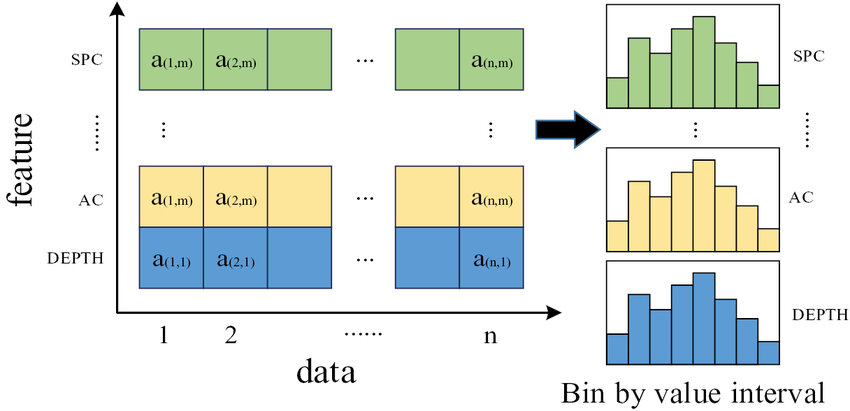 SPC
a(1,m) a(2,m) ... a(n,m)
SPC
...... ⋮ ⋮ ⋮ ......
feature
AC
a(1,m) a(2,m) ... a(n,m)
AC
DEPTH
a(1,1) a(2,1) ... a(n,1)
DEPTH
1 2 ...... n
data
Bin by value interval